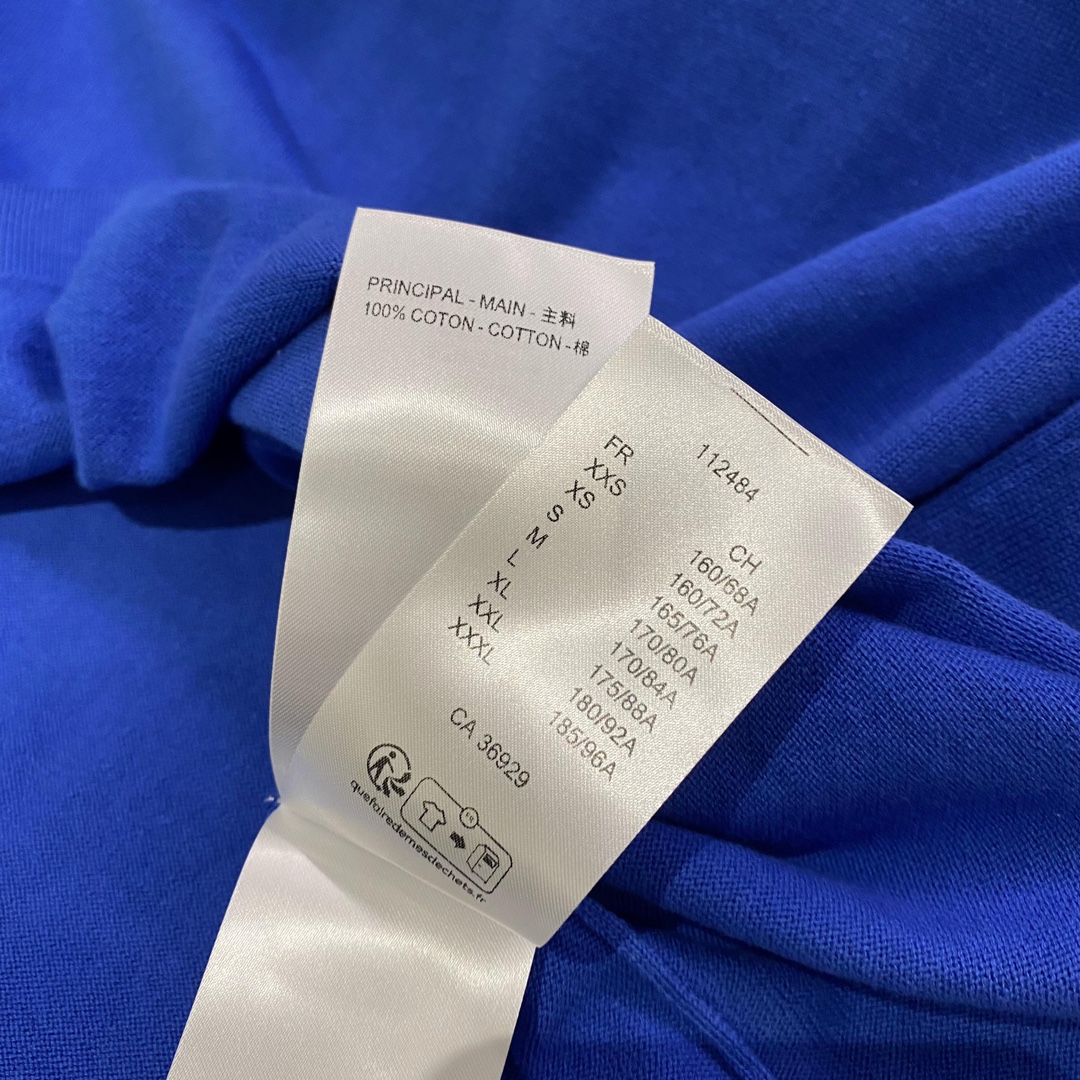 PRINCIPAL - MAIN - 主料
100% COTON - COTTON - 棉
112484
FR CH
XXS 160/68A
XS 160/72A
S 165/76A
M 170/80A
L 170/84A
XL 175/88A
XXL 180/92A
XXXL 185/96A
CA 36929
FR
quefairedemesdechets.fr